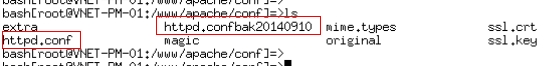 bash[root@VNET-PM-01:/www/apache/conf]=>ls
extra httpd.confbak20140910 mime.types ssl.crt
httpd.conf magic original ssl.key
bash[root@VNET-PM-01:/www/apache/conf]=>